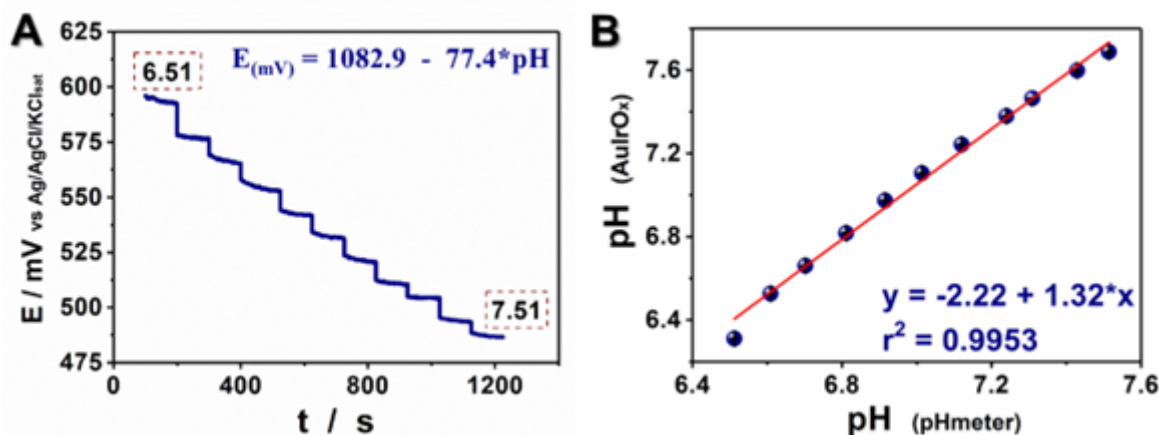 A
E(mV) = 1082.9 - 77.4*pH
6.51
7.51
625
600
575
550
525
500
475
E / mV vs Ag/AgCl/KClsat
0
400
800
1200
t / s
B
7.6
7.2
6.8
6.4
pH (AuIrOx)
y = -2.22 + 1.32*x
r² = 0.9953
6.4
6.8
7.2
7.6
pH (pHmeter)